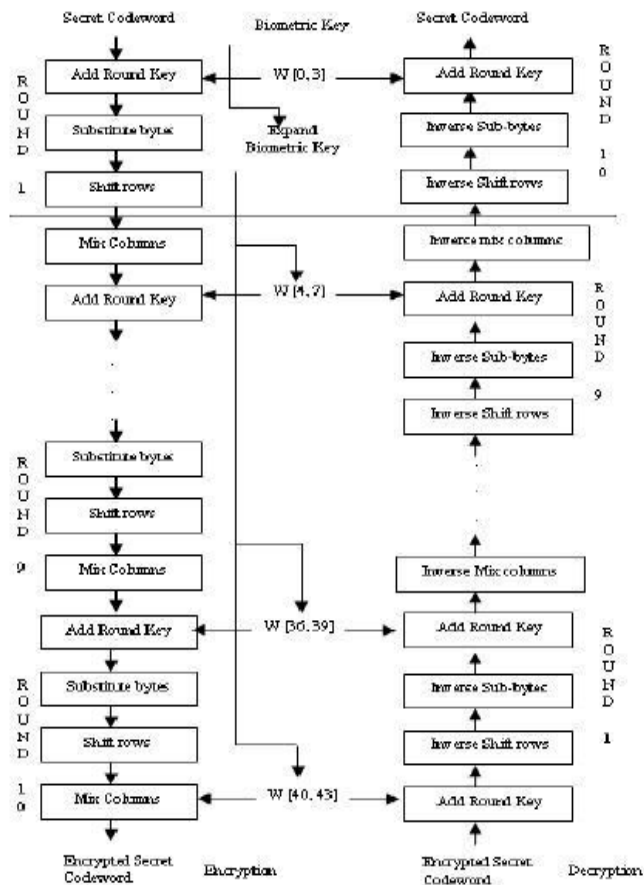 Secret Codeword
Add Round Key
Substitute bytes
Shift rows
ROUND 1
Mix Columns
Add Round Key
Substitute bytes
Shift rows
Mix Columns
ROUND 9
Add Round Key
Substitute bytes
Shift rows
Mix Columns
ROUND 10
Encrypted Secret
Codeword
Encryption
Biometric Key
W [0,3]
Expand
Biometric Key
W [4,7]
W [36,39]
W [40,43]
Secret Codeword
Add Round Key
Inverse Sub-bytes
Inverse Shift rows
ROUND 10
Inverse mix columns
Add Round Key
Inverse Sub-bytes
Inverse Shift rows
ROUND 9
Inverse Mix columns
Add Round Key
Inverse Sub-bytes
Inverse Shift rows
Add Round Key
ROUND 1
Encrypted Secret
Codeword
Decryption